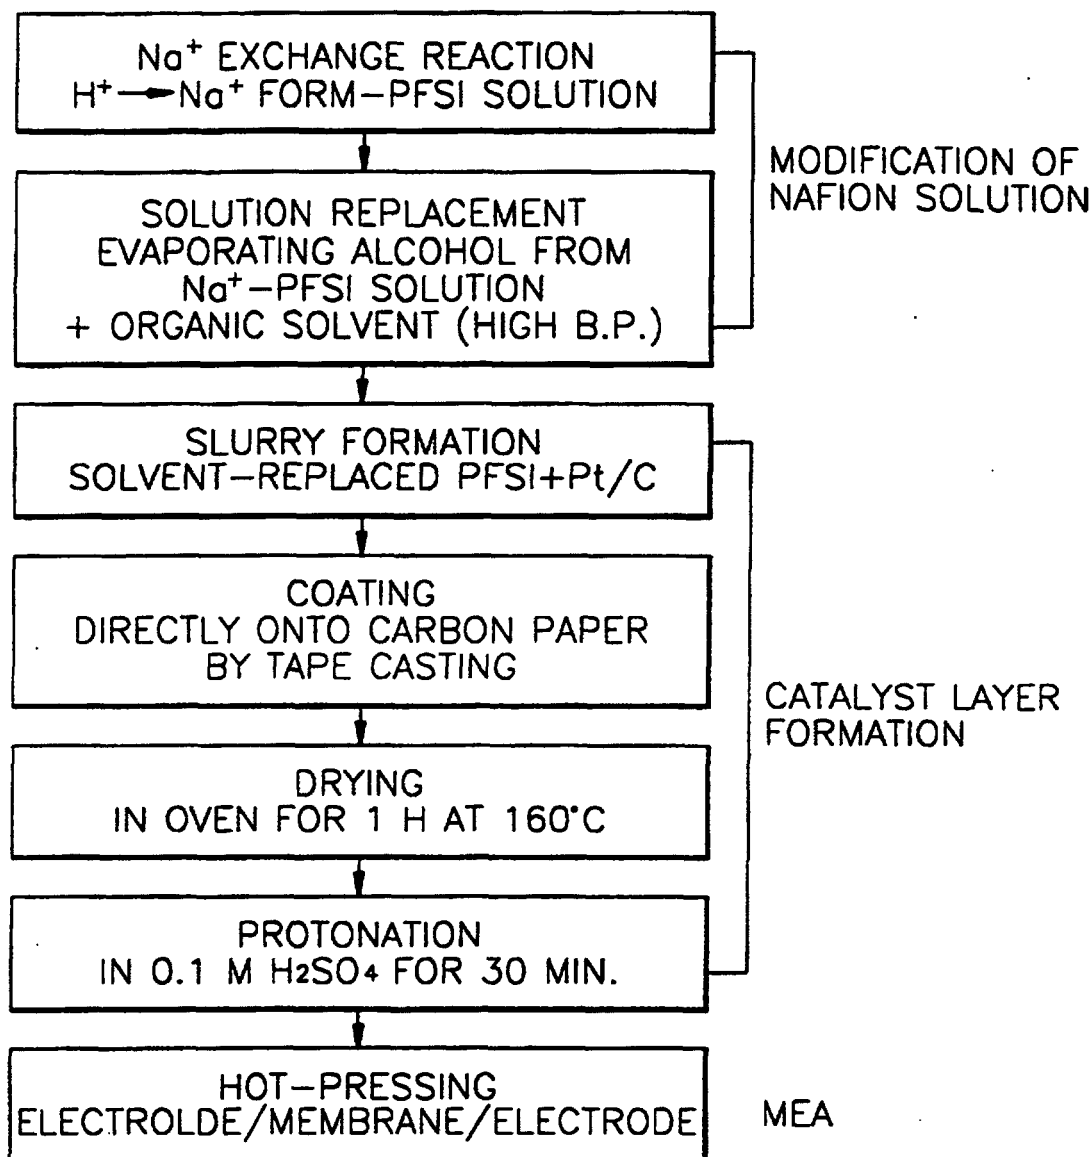 Na⁺ EXCHANGE REACTION
H⁺→Na⁺ FORM-PFSI SOLUTION
SOLUTION REPLACEMENT
EVAPORATING ALCOHOL FROM
Na⁺-PFSI SOLUTION
+ ORGANIC SOLVENT (HIGH B.P.)
MODIFICATION OF
NAFION SOLUTION
SLURRY FORMATION
SOLVENT-REPLACED PFSI+Pt/C
COATING
DIRECTLY ONTO CARBON PAPER
BY TAPE CASTING
DRYING
IN OVEN FOR 1 H AT 160°C
PROTONATION
IN 0.1 M H₂SO₄ FOR 30 MIN.
CATALYST LAYER
FORMATION
HOT-PRESSING
ELECTROLDE/MEMBRANE/ELECTRODE
MEA